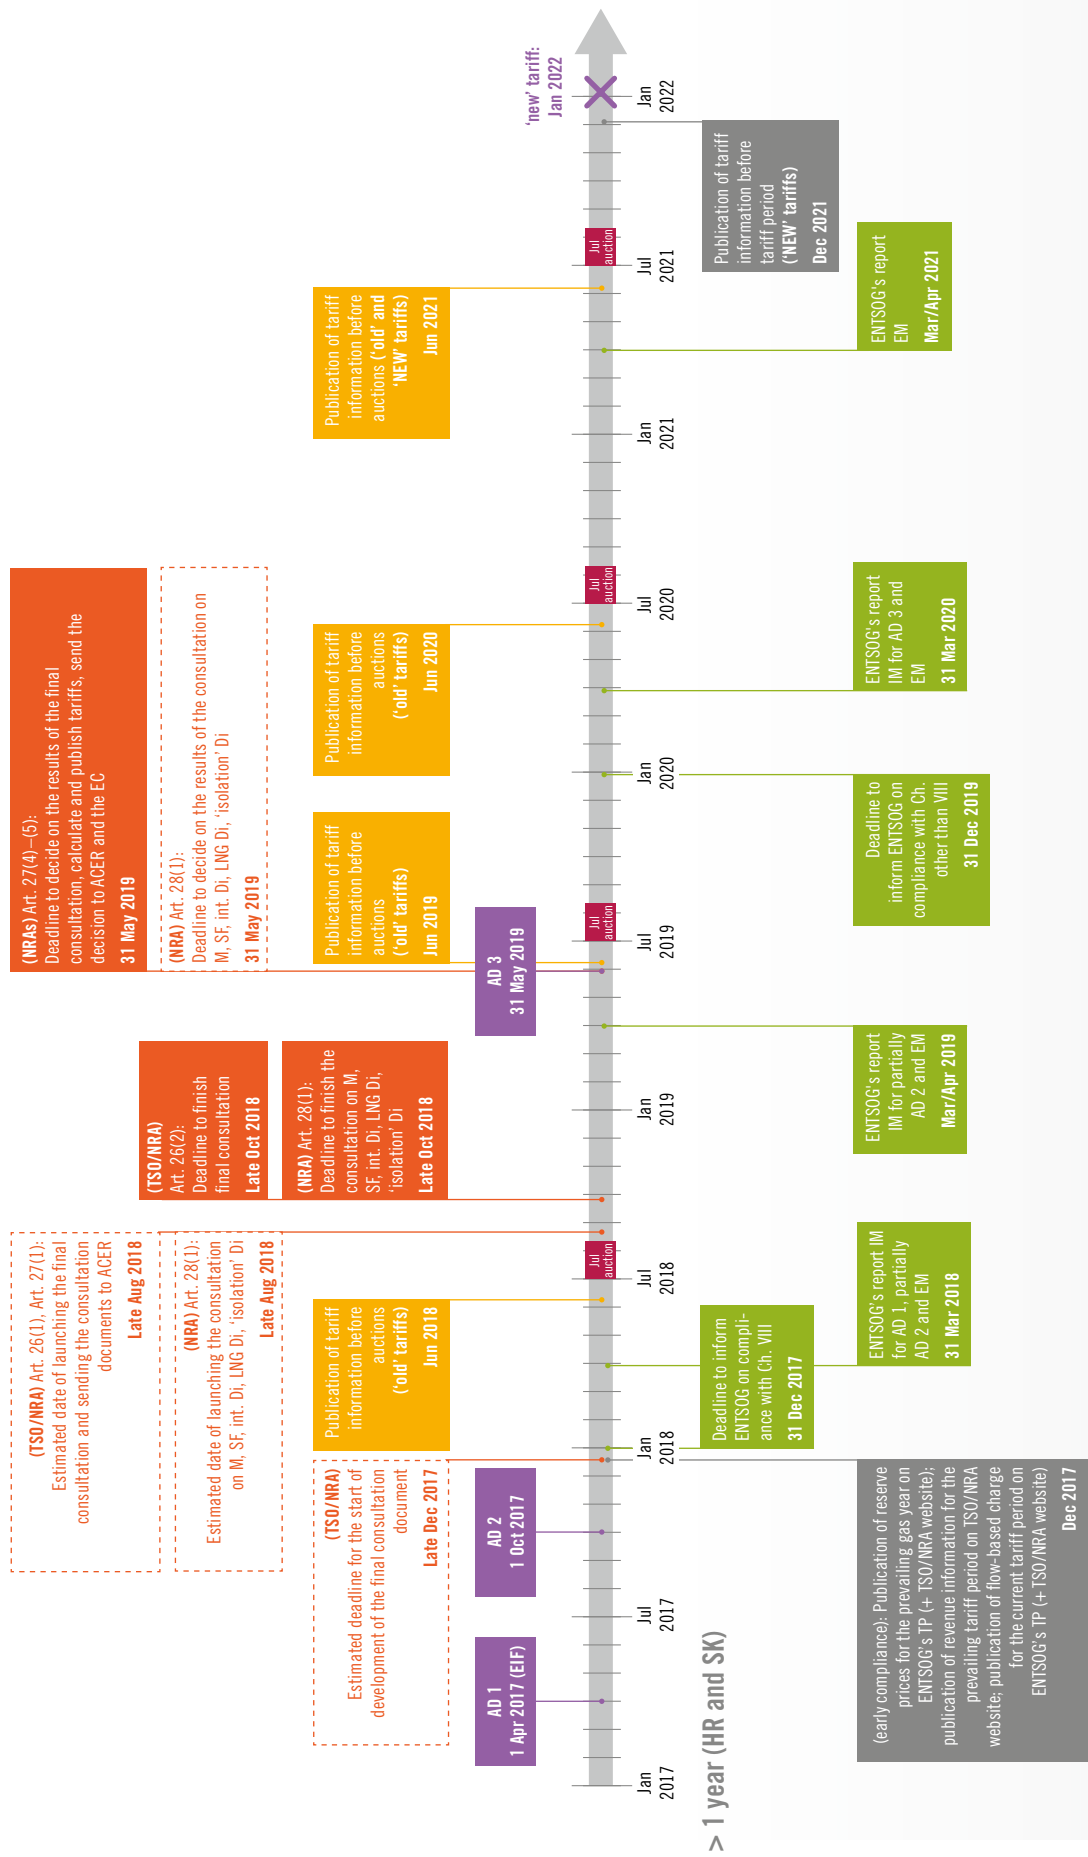 (NRAs) Art. 27(4)–(5):
Deadline to decide on the results of the final
consultation, calculate and publish tariffs, send the
decision to ACER and the EC
31 May 2019
(NRA) Art. 28(1):
Deadline to decide on the results of the consultation on
M, SF, int. Di, LNG Di, ‘isolation’ Di
31 May 2019
(TSO/NRA) Art. 26(1), Art. 27(1):
Estimated date of launching the final
consultation and sending the consultation
documents to ACER
Late Aug 2018
(NRA) Art. 28(1):
Estimated date of launching the consultation
on M, SF, int. Di, LNG Di, ‘isolation’ Di
Late Aug 2018
(TSO/NRA)
Art. 26(2):
Deadline to finish
final consultation
Late Oct 2018
(NRA) Art. 28(1):
Deadline to finish the
consultation on M,
SF, int. Di, LNG Di,
‘isolation’ Di
Late Oct 2018
(TSO/NRA)
Estimated deadline for the start of
development of the final consultation
document
Late Dec 2017
Publication of tariff
information before
auctions
(‘old’ tariffs)
Jun 2018
Publication of tariff
information before
auctions
(‘old’ tariffs)
Jun 2019
Publication of tariff
information before
auctions
(‘old’ tariffs)
Jun 2020
Publication of tariff
information before
auctions (‘old’ and
‘NEW’ tariffs)
Jun 2021
AD 1
1 Apr 2017 (EIF)
AD 2
1 Oct 2017
AD 3
31 May 2019
‘new’ tariff:
Jan 2022
Jul
auction
Jul
auction
Jul
auction
Jul
auction
Jan
2017
Jul
2017
Jan
2018
Jul
2018
Jan
2019
Jul
2019
Jan
2020
Jul
2020
Jan
2021
Jul
2021
Jan
2022
> 1 year (HR and SK)
Deadline to inform
ENTSOG on compli-
ance with Ch. VIII
31 Dec 2017
Publication of tariff
information before
tariff period
(‘NEW’ tariffs)
Dec 2021
(early compliance): Publication of reserve
prices for the prevailing gas year on
ENTSOG’s TP (+ TSO/NRA website);
publication of revenue information for the
prevailing tariff period on TSO/NRA
website; publication of flow-based charge
for the current tariff period on
ENTSOG’s TP (+ TSO/NRA website)
Dec 2017
ENTSOG’s report IM
for AD 1, partially
AD 2 and EM
31 Mar 2018
ENTSOG's report
IM for partially
AD 2 and EM
Mar/Apr 2019
Deadline to
inform ENTSOG on
compliance with Ch.
other than VIII
31 Dec 2019
ENTSOG's report
IM for AD 3 and
EM
31 Mar 2020
ENTSOG's report
EM
Mar/Apr 2021